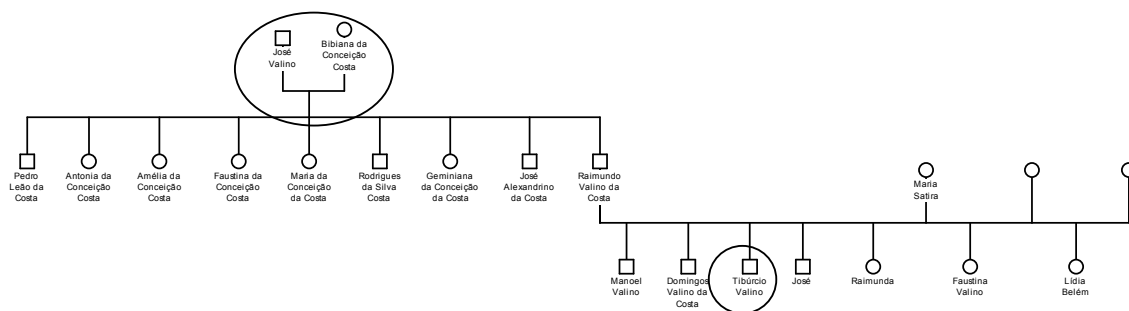 José
Valino
Bibiana da
Conceição
Costa
Pedro
Leão da
Costa
Antonia da
Conceição
Costa
Amélia da
Conceição
Costa
Faustina da
Conceição
Costa
Maria da
Conceição
da Costa
Rodrigues
da Silva
Costa
Geminiana
da Conceição
da Costa
José
Alexandrino
da Costa
Raimundo
Valino da
Costa
Maria
Satira
Manoel
Valino
Domingos
Valino da
Costa
Tibúrcio
Valino
José
Raimunda
Faustina
Valino
Lídia
Belém